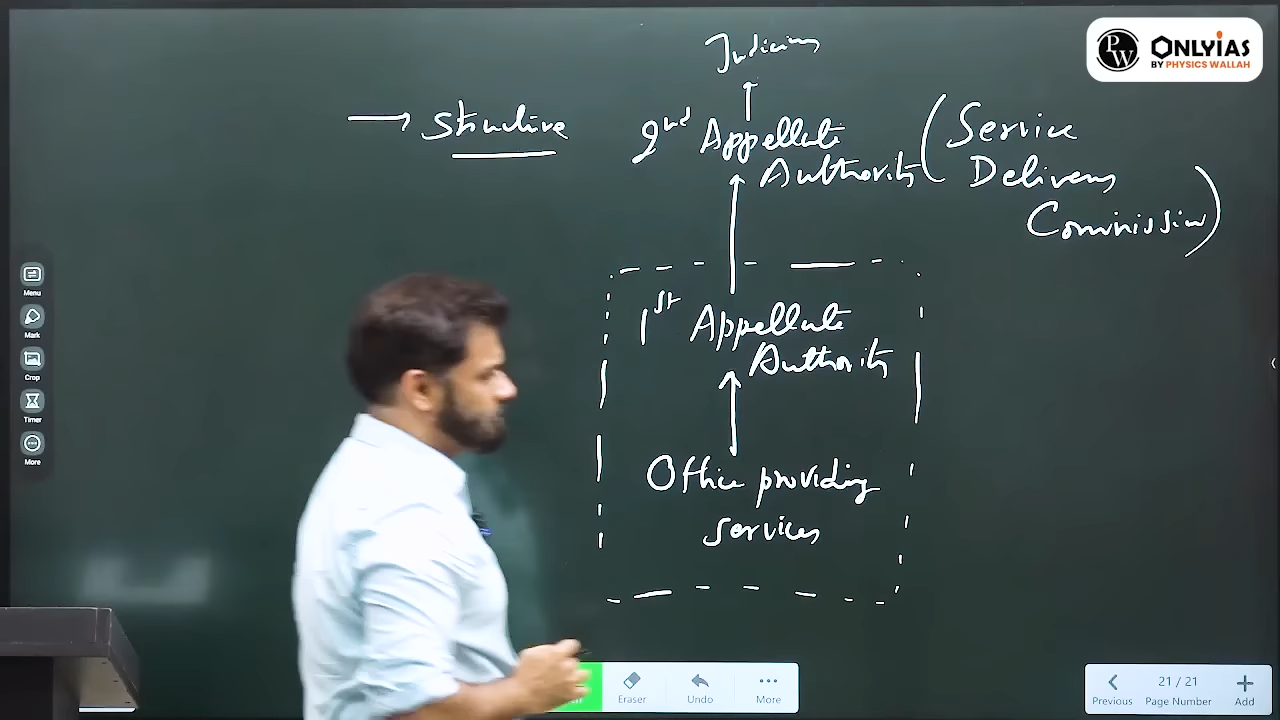 Judiciary
→ Structure
2nd Appellate
Authority
(Service
Delivery
Commission)
1st Appellate
Authority
Office providing
services
PW
ONLYIAS
BY PHYSICS WALLAH
Menu
Mark
Crop
Timer
More
Eraser
Undo
More
Previous
21 / 21
Page Number
Add